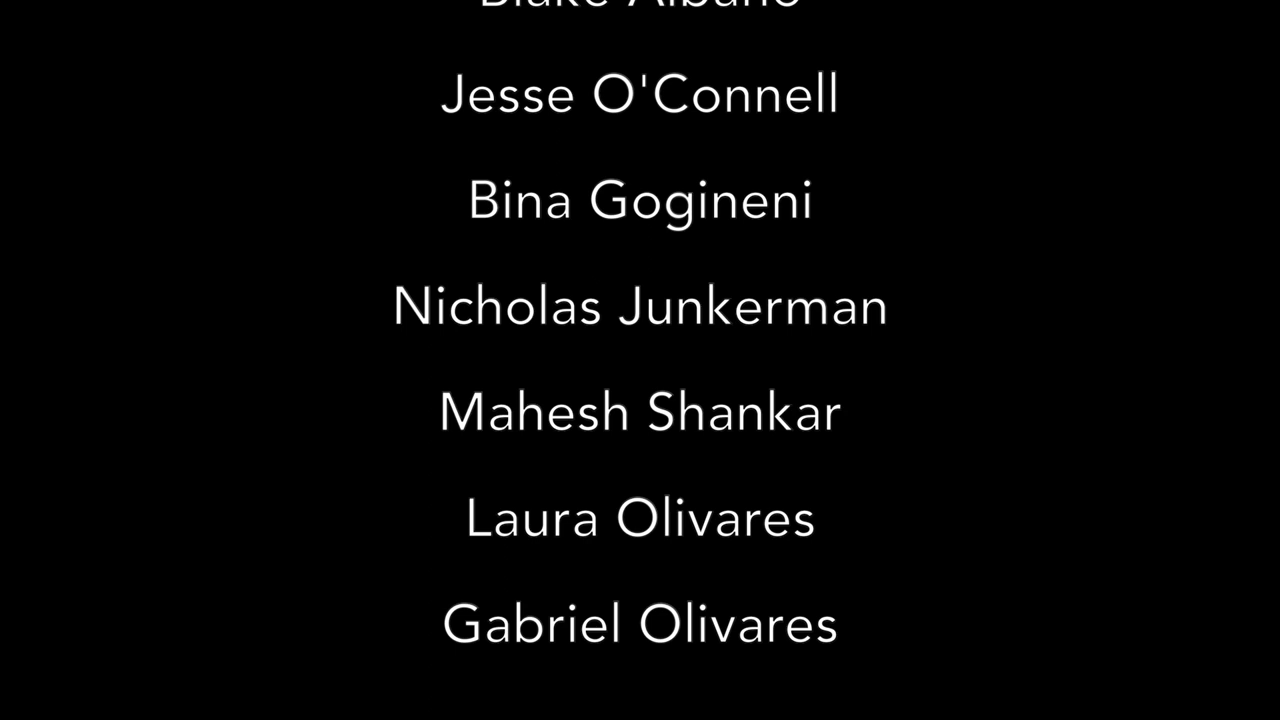 Jesse O'Connell
Bina Gogineni
Nicholas Junkerman
Mahesh Shankar
Laura Olivares
Gabriel Olivares